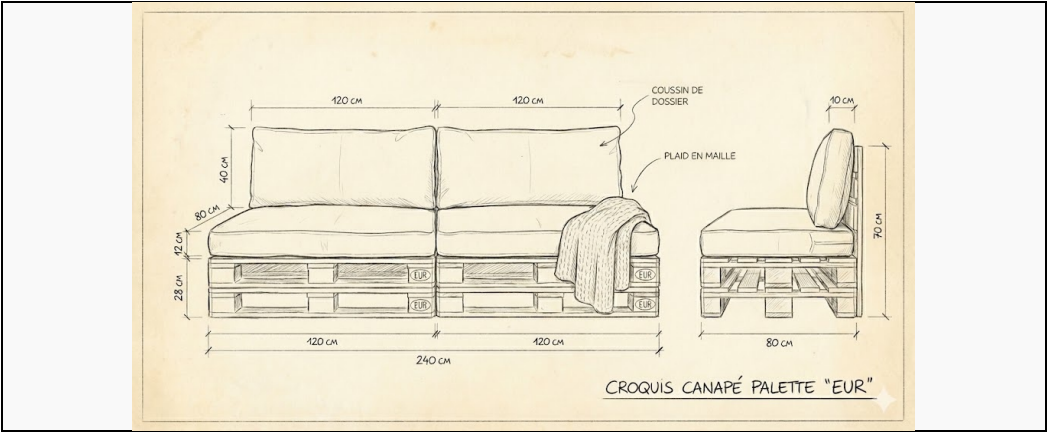 120 CM
120 CM
COUSSIN DE
DOSSIER
10 CM
PLAID EN MAILLE
40 CM
80 CM
12 CM
28 CM
70 CM
EUR
EUR
EUR
EUR
120 CM
120 CM
240 CM
80 CM
CROQUIS CANAPÉ PALETTE "EUR"